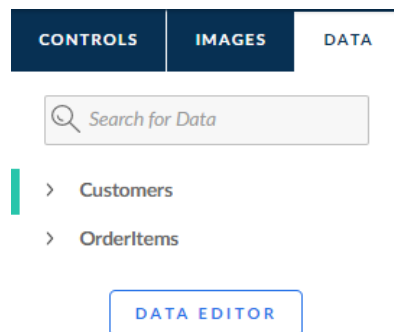 CONTROLS IMAGES DATA
Search for Data
Customers
OrderItems
DATA EDITOR